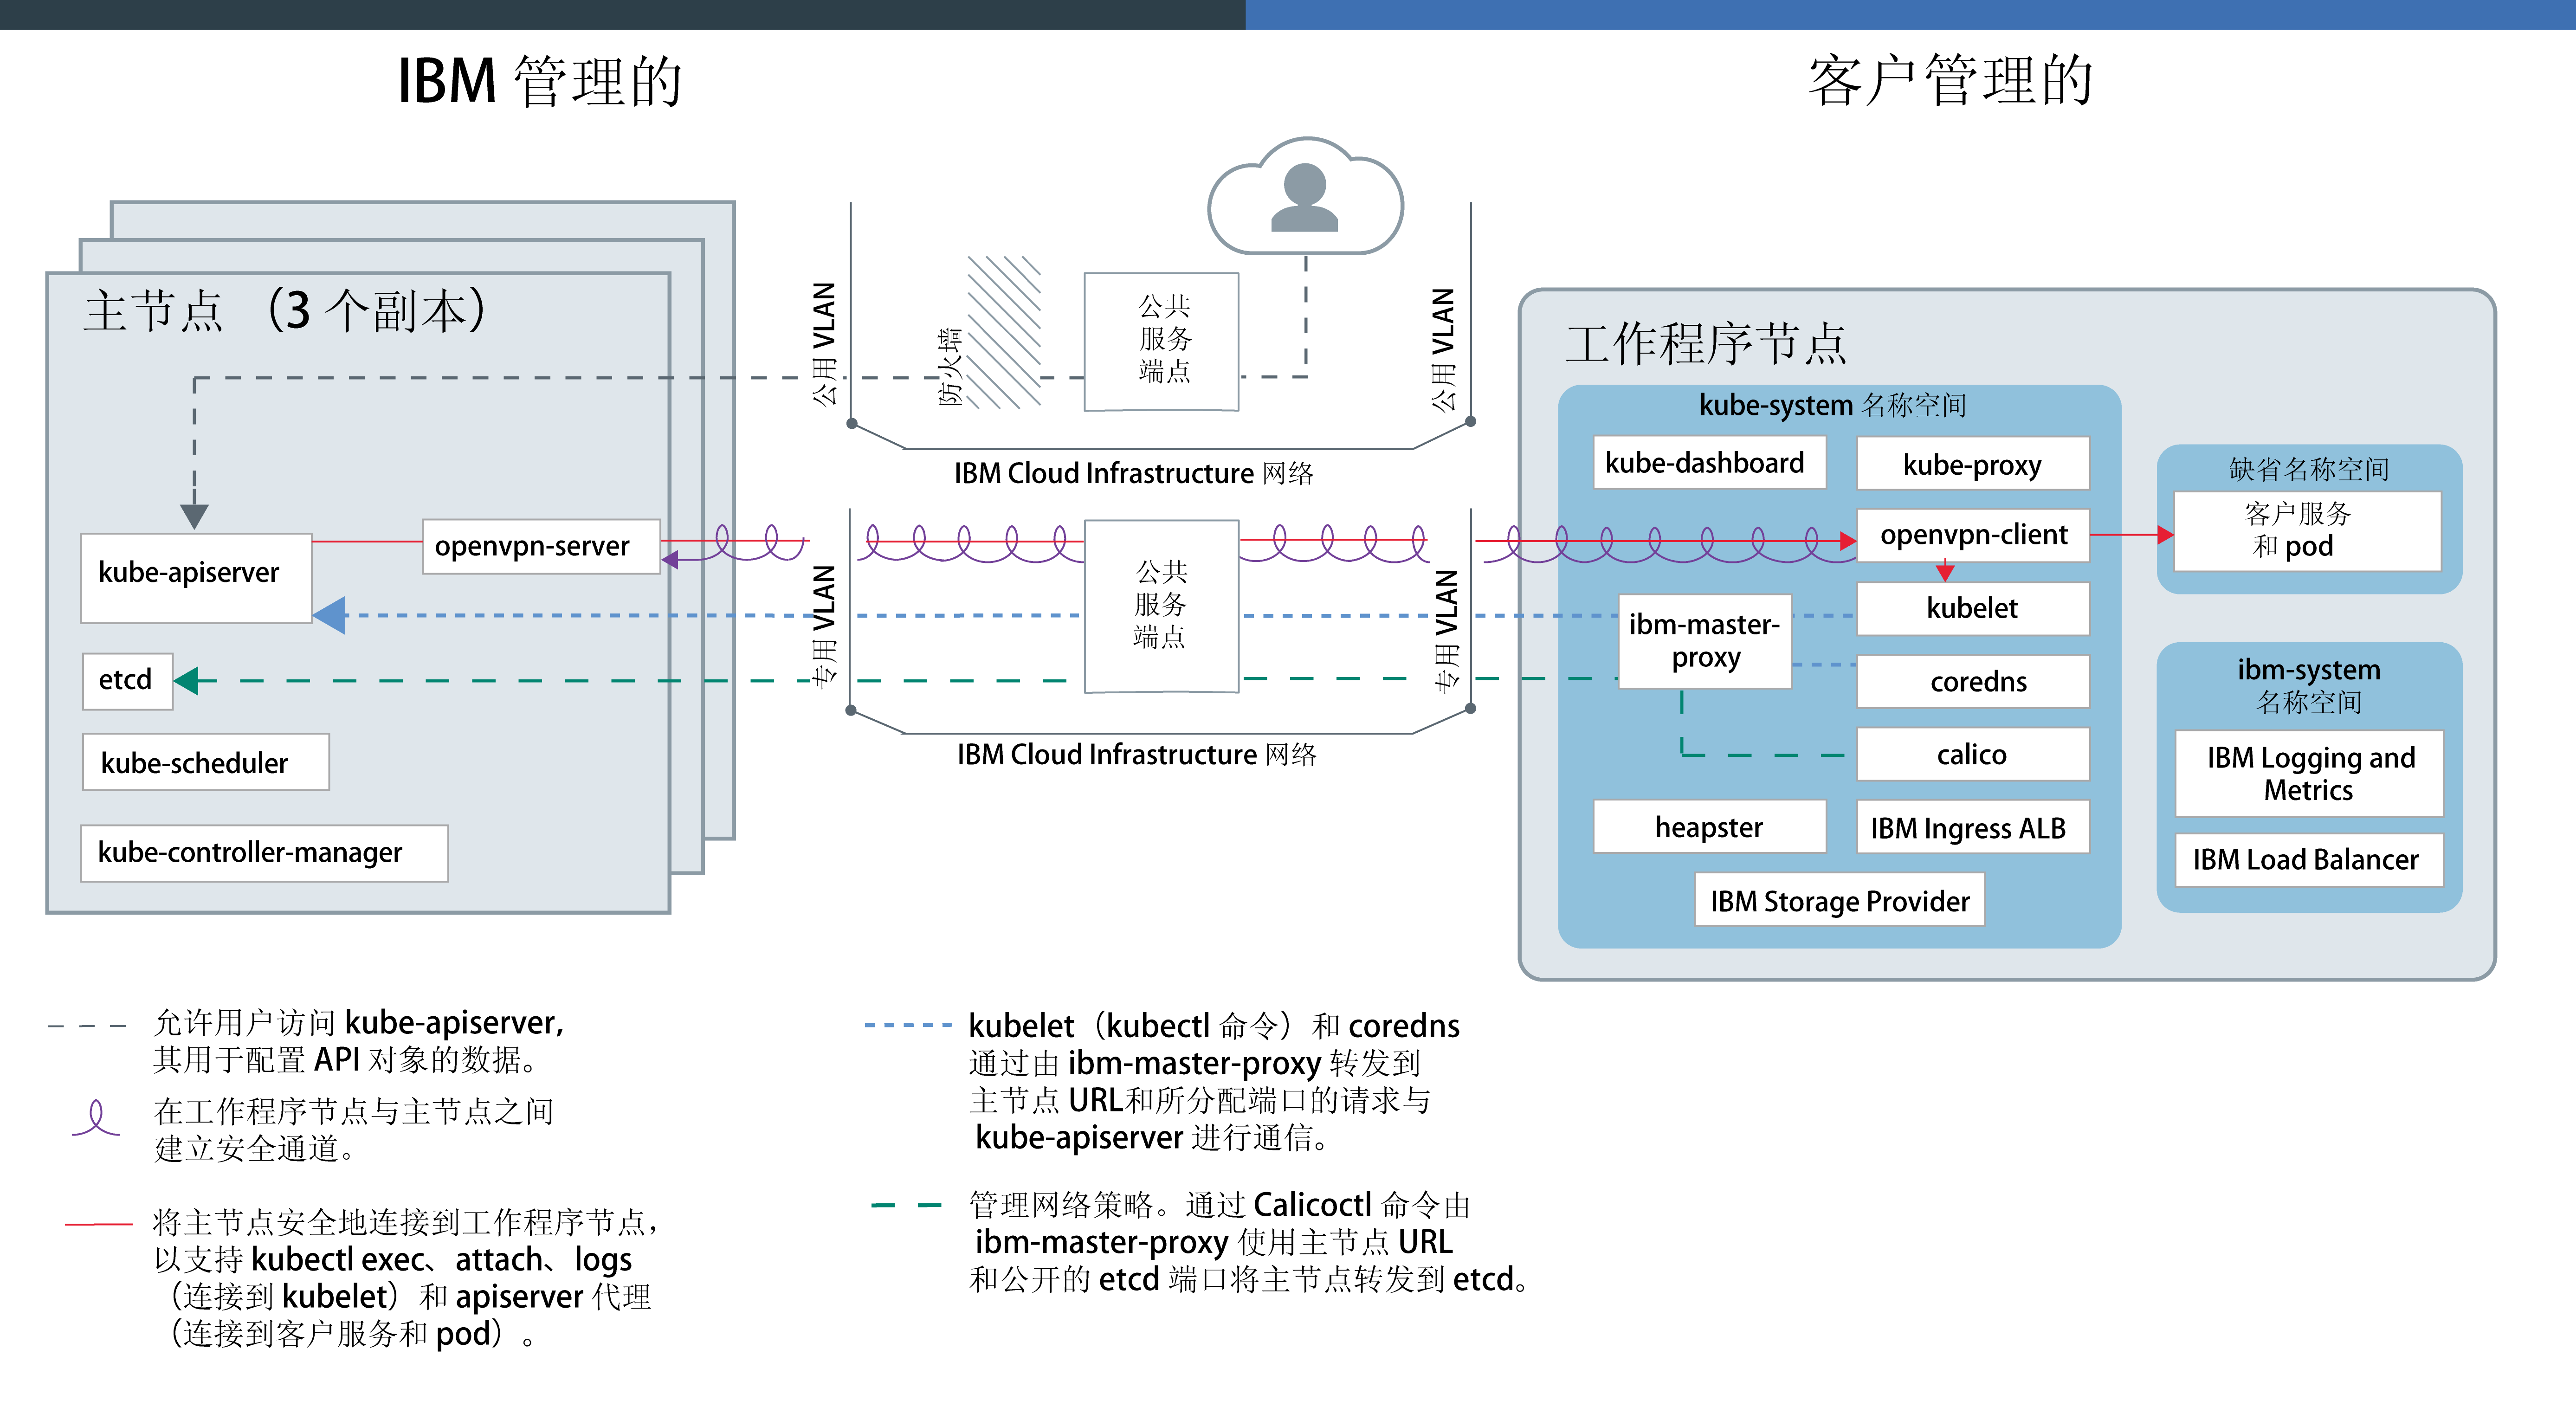 IBM 管理的
客户管理的
主节点 （3 个副本）
kube-apiserver
openvpn-server
etcd
kube-scheduler
kube-controller-manager
公用 VLAN
防火墙
公共
服务
端点
公用 VLAN
IBM Cloud Infrastructure 网络
专用 VLAN
公共
服务
端点
专用 VLAN
IBM Cloud Infrastructure 网络
工作程序节点
kube-system 名称空间
kube-dashboard
kube-proxy
openvpn-client
kubelet
ibm-master-
proxy
coredns
calico
heapster
IBM Ingress ALB
IBM Storage Provider
缺省名称空间
客户服务
和 pod
ibm-system
名称空间
IBM Logging and
Metrics
IBM Load Balancer
允许用户访问 kube-apiserver,
其用于配置 API 对象的数据。
在工作程序节点与主节点之间
建立安全通道。
将主节点安全地连接到工作程序节点，
以支持 kubectl exec、attach、logs
（连接到 kubelet）和 apiserver 代理
（连接到客户服务和 pod）。
kubelet（kubectl 命令）和 coredns
通过由 ibm-master-proxy 转发到
主节点 URL和所分配端口的请求与
kube-apiserver 进行通信。
管理网络策略。通过 Calicoctl 命令由
ibm-master-proxy 使用主节点 URL
和公开的 etcd 端口将主节点转发到 etcd。